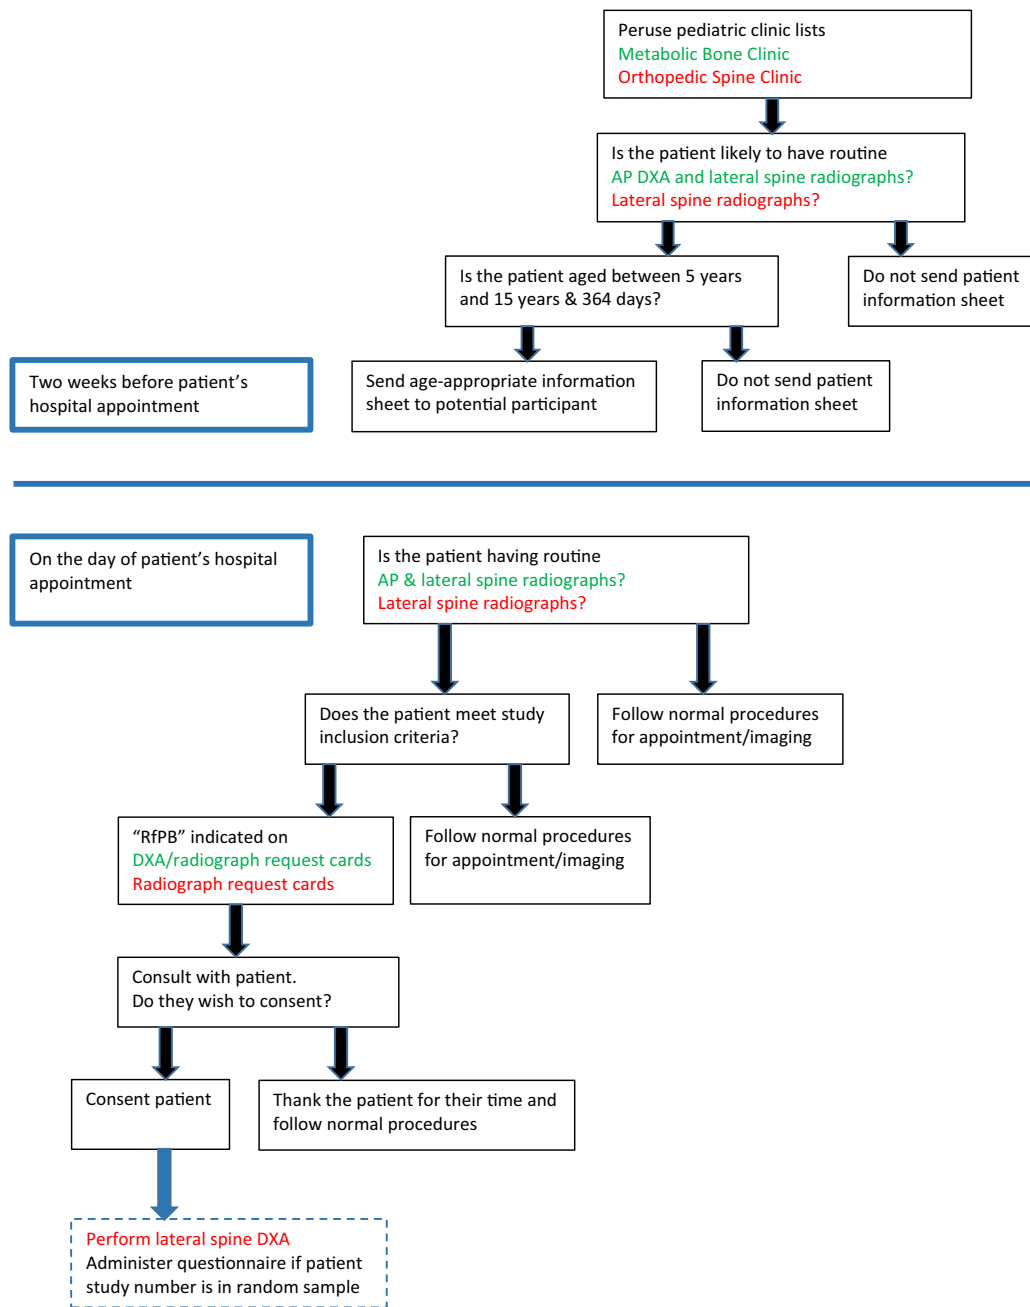 Peruse pediatric clinic lists
Metabolic Bone Clinic
Orthopedic Spine Clinic
Is the patient likely to have routine
AP DXA and lateral spine radiographs?
Lateral spine radiographs?
Is the patient aged between 5 years
and 15 years & 364 days?
Do not send patient
information sheet
Two weeks before patient’s
hospital appointment
Send age-appropriate information
sheet to potential participant
Do not send patient
information sheet
On the day of patient’s hospital
appointment
Is the patient having routine
AP & lateral spine radiographs?
Lateral spine radiographs?
Does the patient meet study
inclusion criteria?
Follow normal procedures
for appointment/imaging
“RfPB” indicated on
DXA/radiograph request cards
Radiograph request cards
Follow normal procedures
for appointment/imaging
Consult with patient.
Do they wish to consent?
Consent patient
Thank the patient for their time and
follow normal procedures
Perform lateral spine DXA
Administer questionnaire if patient
study number is in random sample